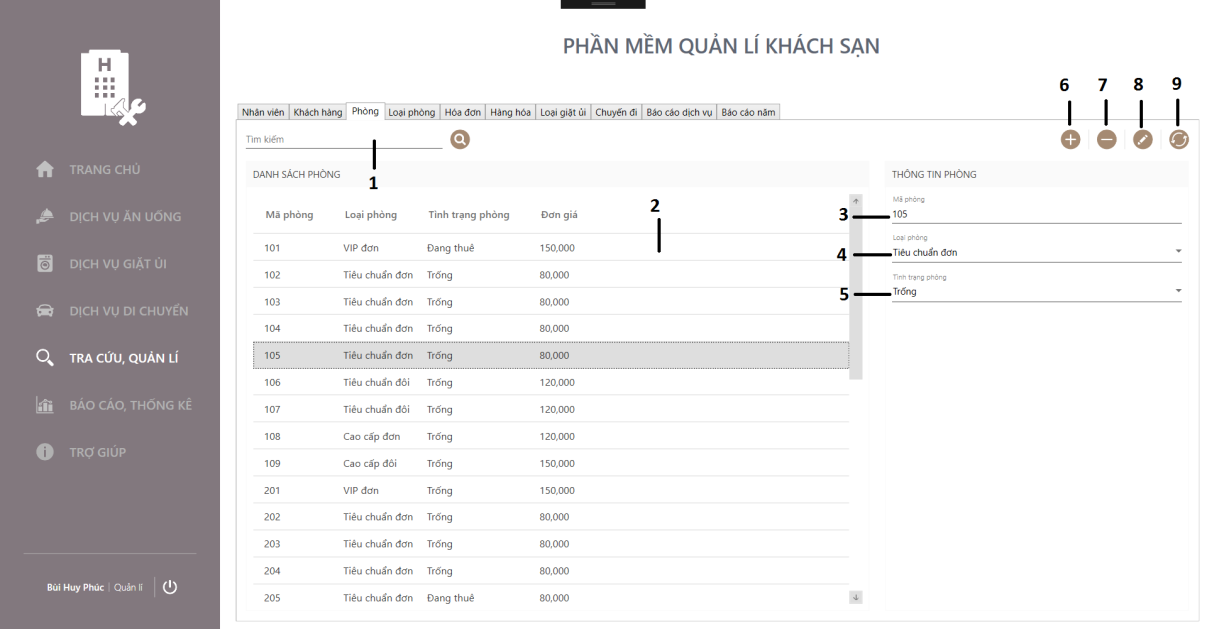 H
PHẦN MỀM QUẢN LÍ KHÁCH SẠN
6 7 8 9
Nhân viên Khách hàng Phòng Loại phòng Hóa đơn Hàng hóa Loại giặt ủi Chuyến đi Báo cáo dịch vụ Báo cáo năm
Tìm kiếm
1
TRANG CHỦ
DỊCH VỤ ĂN UỐNG
DỊCH VỤ GIẶT ỦI
DỊCH VỤ DI CHUYỂN
TRA CỨU, QUẢN LÍ
BÁO CÁO, THỐNG KÊ
TRỢ GIÚP
Bùi Huy Phúc | Quản lí
DANH SÁCH PHÒNG
2
Mã phòng Loại phòng Tình trạng phòng Đơn giá
101 VIP đơn Đang thuê 150,000
102 Tiêu chuẩn đơn Trống 80,000
103 Tiêu chuẩn đơn Trống 80,000
104 Tiêu chuẩn đơn Trống 80,000
105 Tiêu chuẩn đơn Trống 80,000
106 Tiêu chuẩn đôi Trống 120,000
107 Tiêu chuẩn đôi Trống 120,000
108 Cao cấp đơn Trống 120,000
109 Cao cấp đôi Trống 150,000
201 VIP đơn Trống 150,000
202 Tiêu chuẩn đơn Trống 80,000
203 Tiêu chuẩn đơn Trống 80,000
204 Tiêu chuẩn đơn Trống 80,000
205 Tiêu chuẩn đơn Đang thuê 80,000
THÔNG TIN PHÒNG
Mã phòng
3 105
Loại phòng
4 Tiêu chuẩn đơn
Tình trạng phòng
5 Trống